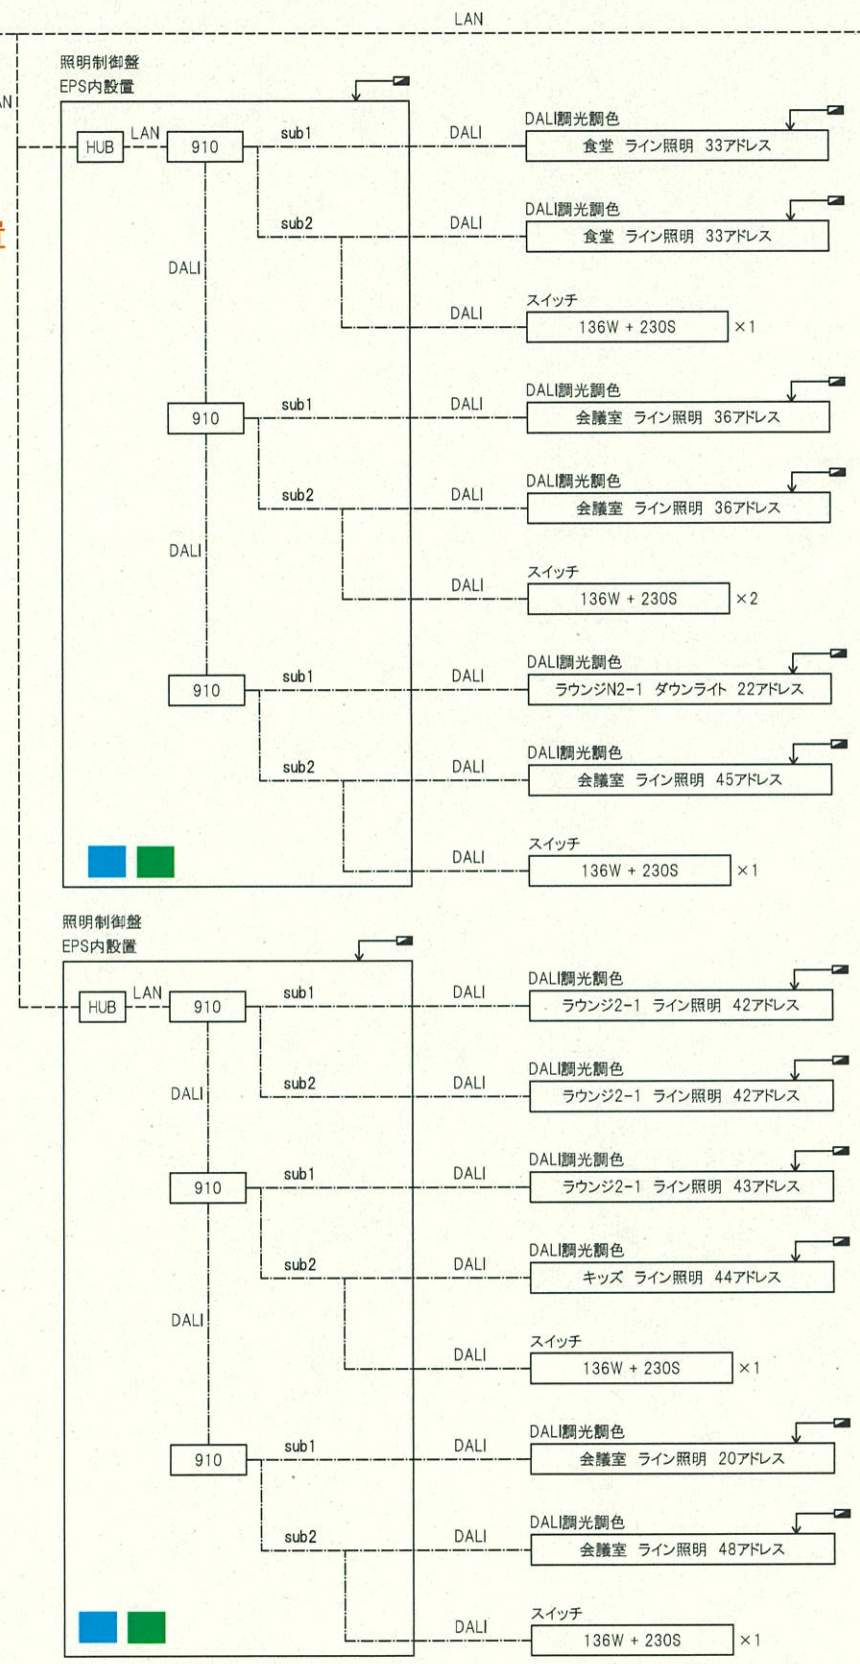 LAN
照明制御盤
EPS内設置
AN
HUB LAN 910 sub1 DALI
DALI調光調色
食堂 ライン照明 33アドレス
sub2 DALI
DALI調光調色
食堂 ライン照明 33アドレス
DALI
DALI
スイッチ
136W + 230S ×1
910 sub1 DALI
DALI調光調色
会議室 ライン照明 36アドレス
sub2 DALI
DALI調光調色
会議室 ライン照明 36アドレス
DALI
DALI
スイッチ
136W + 230S ×2
910 sub1 DALI
DALI調光調色
ラウンジN2-1 ダウンライト 22アドレス
sub2 DALI
DALI調光調色
会議室 ライン照明 45アドレス
DALI
スイッチ
136W + 230S ×1
照明制御盤
EPS内設置
HUB LAN 910 sub1 DALI
DALI調光調色
ラウンジ2-1 ライン照明 42アドレス
DALI
sub2 DALI
DALI調光調色
ラウンジ2-1 ライン照明 42アドレス
910 sub1 DALI
DALI調光調色
ラウンジ2-1 ライン照明 43アドレス
sub2 DALI
DALI調光調色
キッズ ライン照明 44アドレス
DALI
DALI
スイッチ
136W + 230S ×1
910 sub1 DALI
DALI調光調色
会議室 ライン照明 20アドレス
sub2 DALI
DALI調光調色
会議室 ライン照明 48アドレス
DALI
スイッチ
136W + 230S ×1